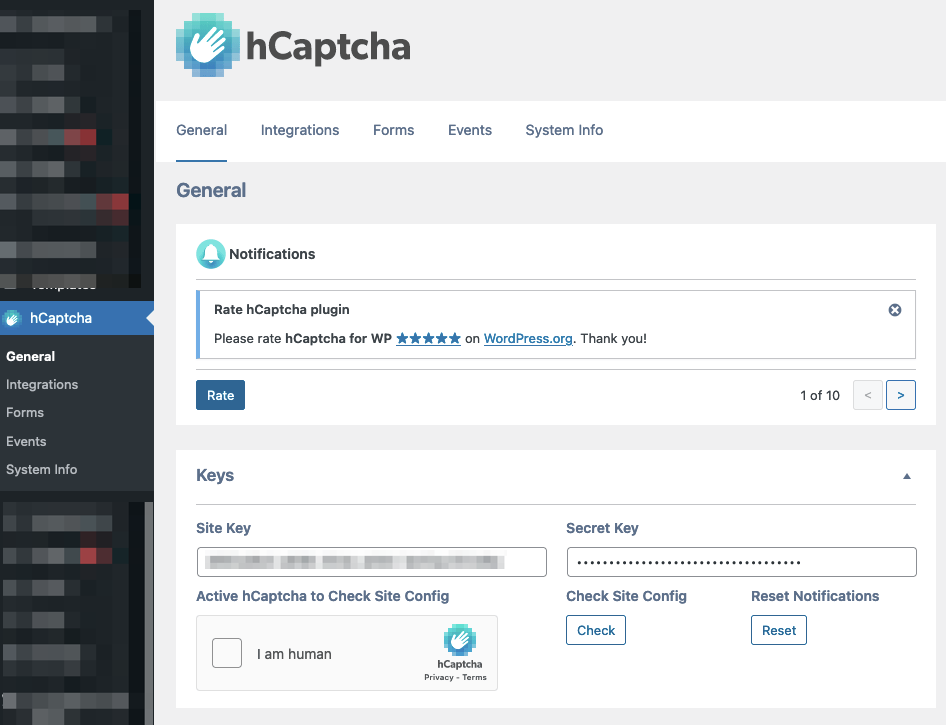 hCaptcha
General Integrations Forms Events System Info
General
Notifications
Rate hCaptcha plugin
Please rate hCaptcha for WP ★★★★★ on WordPress.org. Thank you!
Rate
1 of 10 < >
Templates
hCaptcha
General
Integrations
Forms
Events
System Info
Keys
Site Key Secret Key
••••••••••••••••••••••••••••••••••
Active hCaptcha to Check Site Config Check Site Config Reset Notifications
I am human
hCaptcha
Privacy - Terms
Check Reset